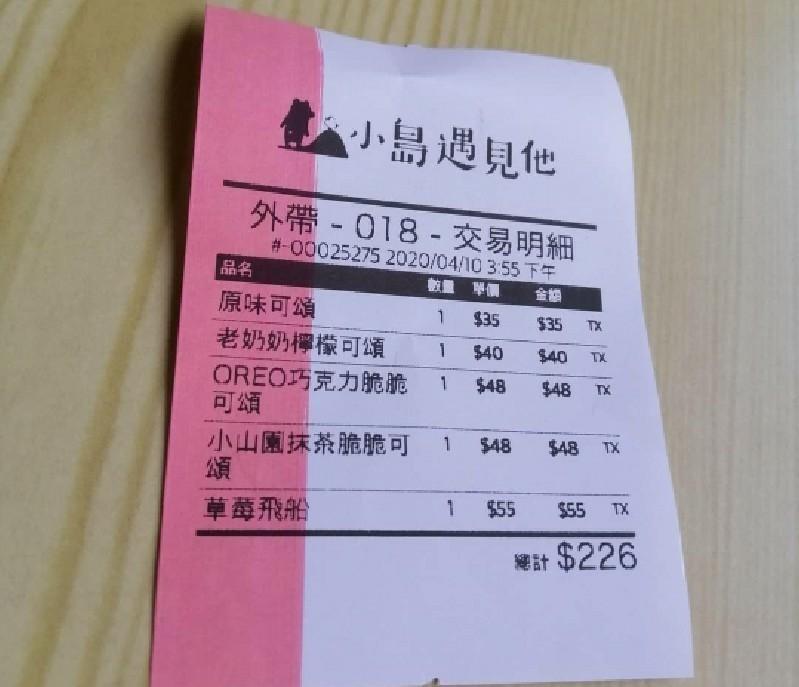 小島遇見他
外帶 - 018 - 交易明細
#-00025275 2020/04/10 3:55 下午
品名 數量 單價 金額
原味可頌 1 $35 $35 TX
老奶奶檸檬可頌 1 $40 $40 TX
OREO巧克力脆脆 1 $48 $48 TX
可頌
小山園抹茶脆脆可 1 $48 $48 TX
頌
草莓飛船 1 $55 $55 TX
總計 $226